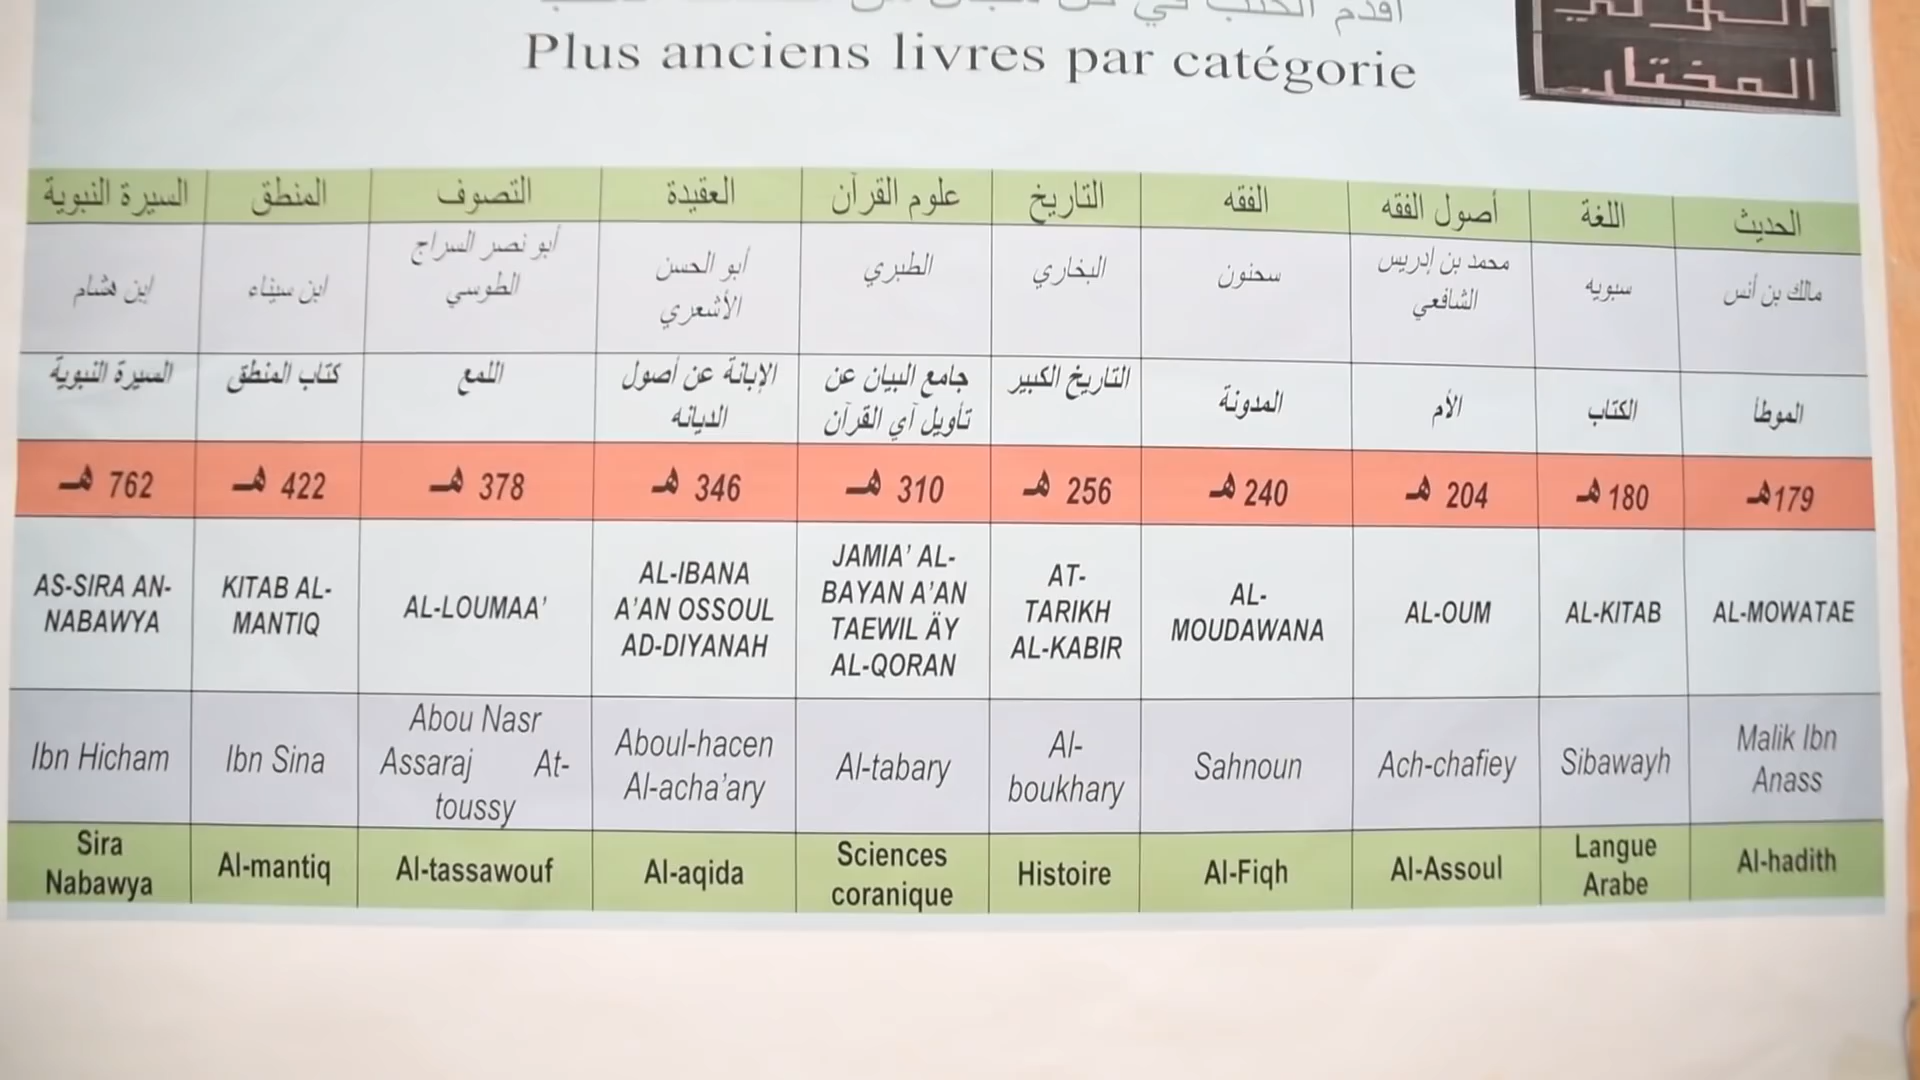 Plus anciens livres par catégorie
المختار
السيرة النبوية المنطق التصوف العقيدة علوم القرآن التاريخ الفقه أصول الفقه اللغة الحديث
ابن هشام
ابن سيناء
أبو نصر السراج
الطوسي
أبو الحسن
الأشعري
الطبري
البخاري
سحنون
محمد بن إدريس
الشافعي
سبويه
مالك بن أنس
السيرة النبوية
كتاب المنطق
اللمع
الإبانة عن أصول
الديانه
جامع البيان عن
تأويل آي القرآن
التاريخ الكبير
المدونة
الأم
الكتاب
الموطأ
762 هـ 422 هـ 378 هـ 346 هـ 310 هـ 256 هـ 240 هـ 204 هـ 180 هـ 179هـ
AS-SIRA AN-
NABAWYA
KITAB AL-
MANTIQ
AL-LOUMAA’
AL-IBANA
A’AN OSSOUL
AD-DIYANAH
JAMIA’ AL-
BAYAN A’AN
TAEWIL ÄY
AL-QORAN
AT-
TARIKH
AL-KABIR
AL-
MOUDAWANA
AL-OUM
AL-KITAB
AL-MOWATAE
Ibn Hicham
Ibn Sina
Abou Nasr
Assaraj At-
toussy
Aboul-hacen
Al-acha’ary
Al-tabary
Al-
boukhary
Sahnoun
Ach-chafiey
Sibawayh
Malik Ibn
Anass
Sira
Nabawya
Al-mantiq
Al-tassawouf
Al-aqida
Sciences
coranique
Histoire
Al-Fiqh
Al-Assoul
Langue
Arabe
Al-hadith